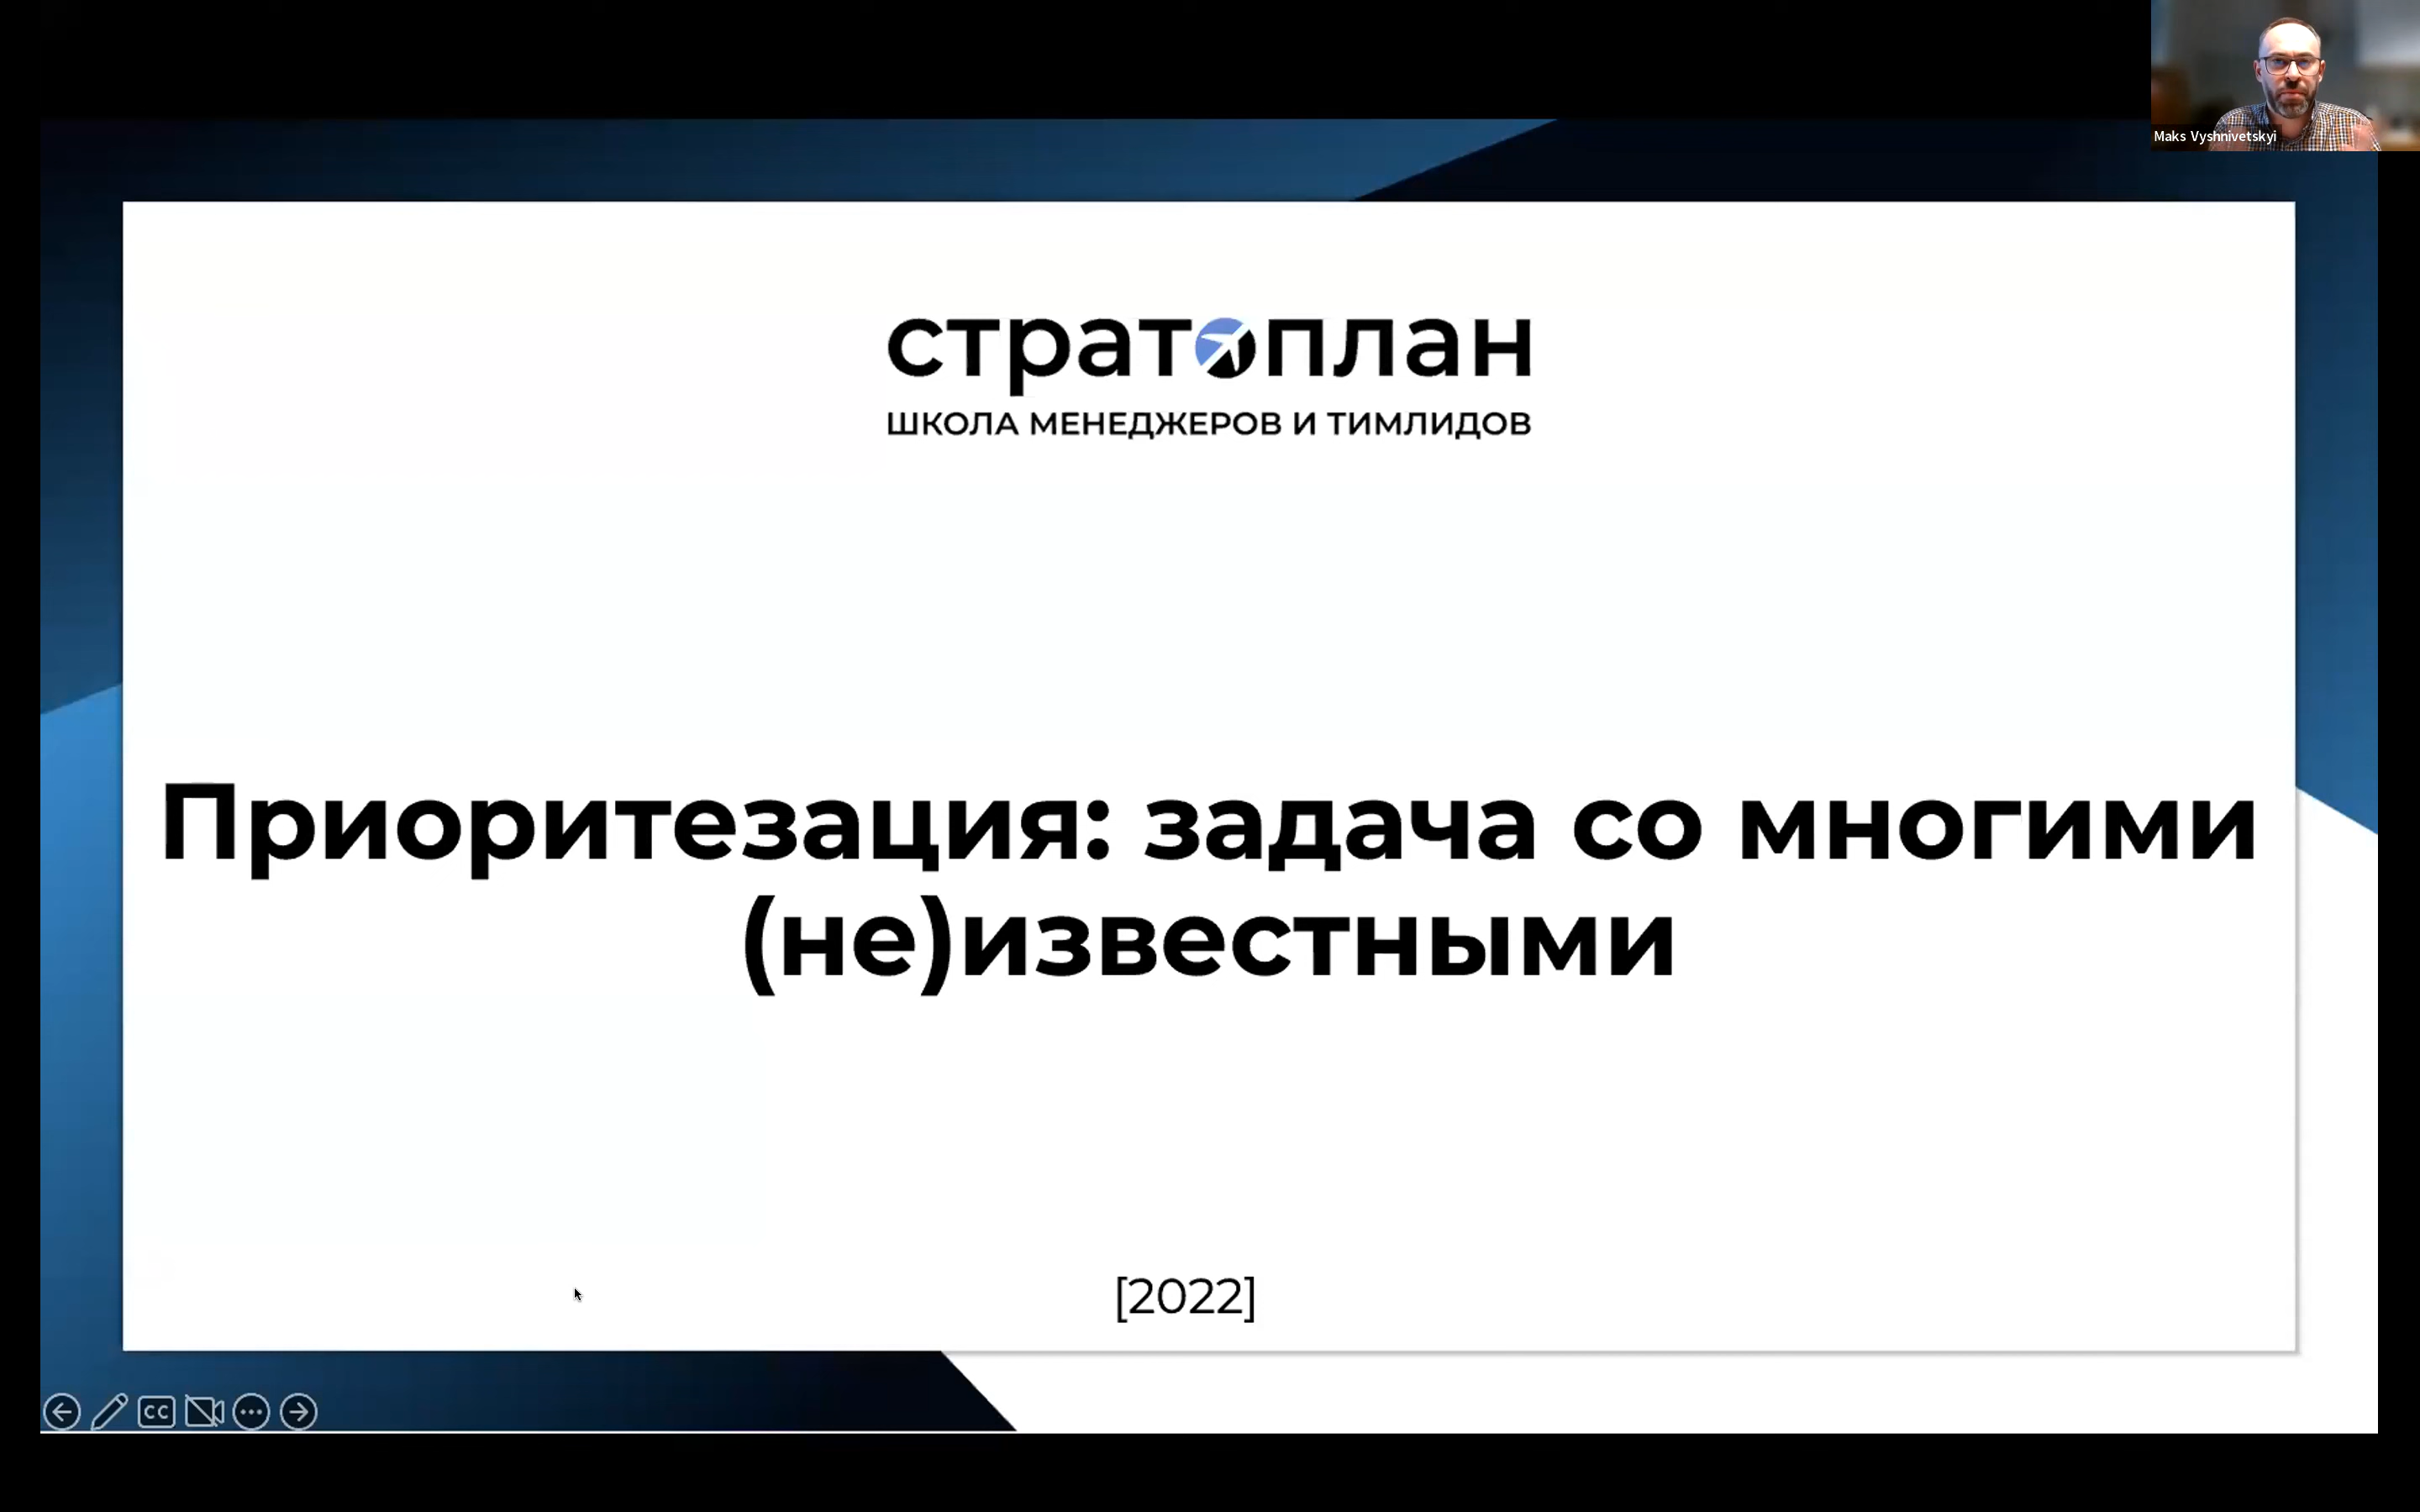 Maks Vyshnivetskyi
стратоплан
ШКОЛА МЕНЕДЖЕРОВ И ТИМЛИДОВ
Приоритезация: задача со многими
(не)известными
[2022]
CC